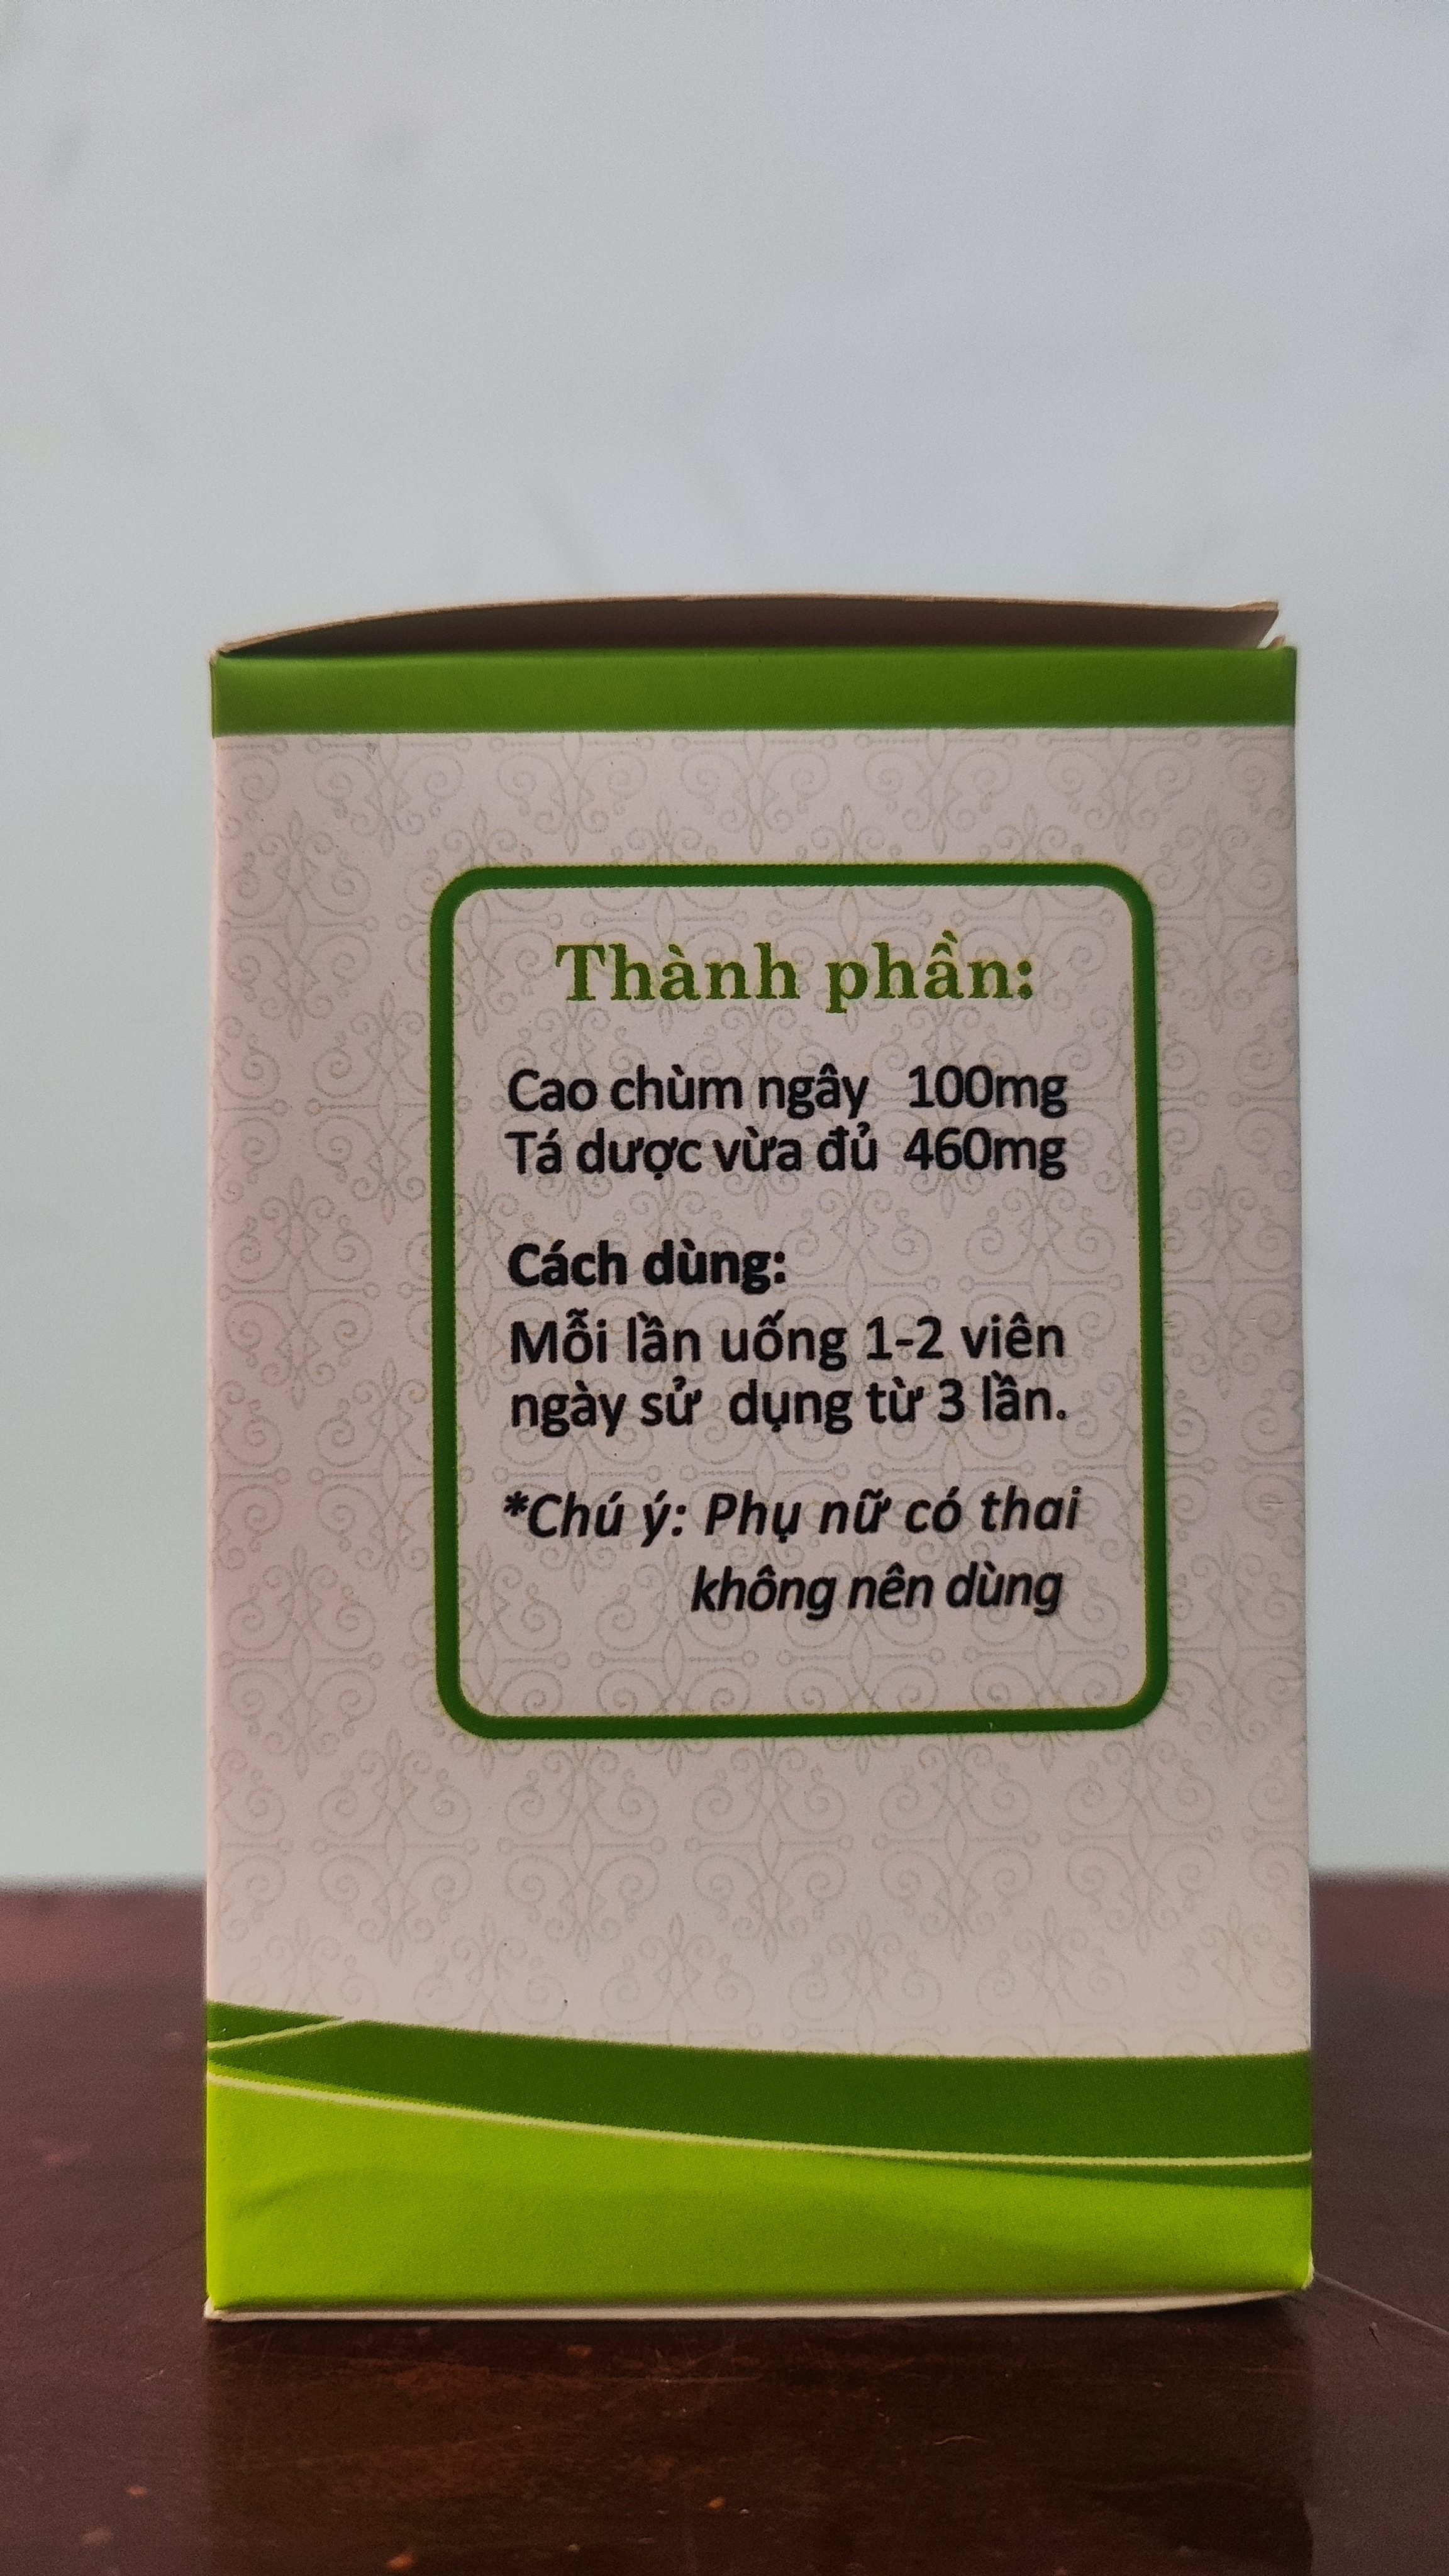 Thành phần:
Cao chùm ngây 100mg
Tá dược vừa đủ 460mg
Cách dùng:
Mỗi lần uống 1-2 viên
ngày sử dụng từ 3 lần.
*Chú ý: Phụ nữ có thai
không nên dùng